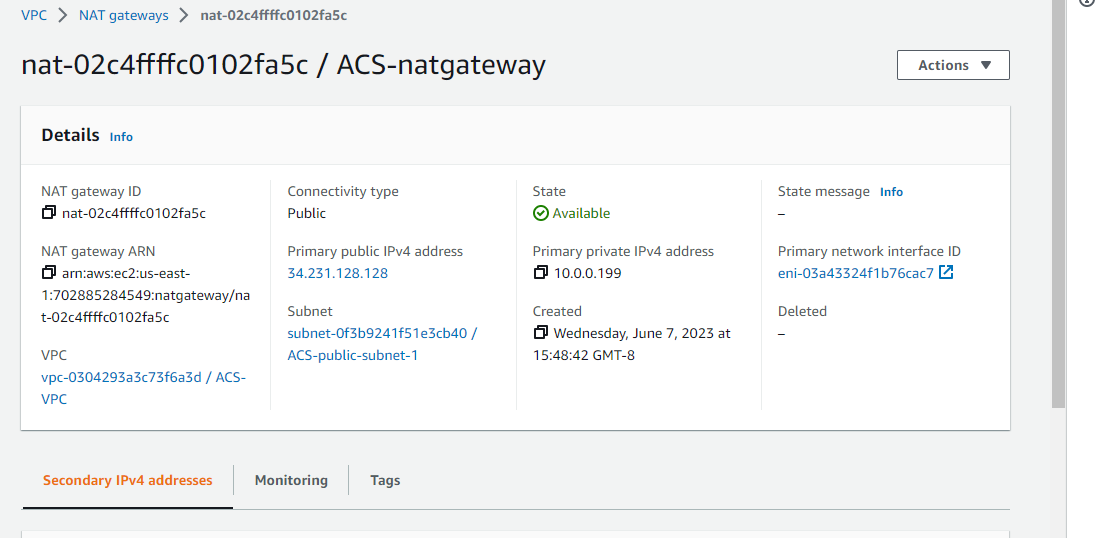 VPC > NAT gateways > nat-02c4ffffc0102fa5c
nat-02c4ffffc0102fa5c / ACS-natgateway
Actions
Details Info
NAT gateway ID
nat-02c4ffffc0102fa5c
Connectivity type
Public
State
Available
State message Info
–
NAT gateway ARN
arn:aws:ec2:us-east-
1:702885284549:natgateway/na
t-02c4ffffc0102fa5c
Primary public IPv4 address
34.231.128.128
Primary private IPv4 address
10.0.0.199
Primary network interface ID
eni-03a43324f1b76cac7
VPC
vpc-0304293a3c73f6a3d / ACS-
VPC
Subnet
subnet-0f3b9241f51e3cb40 /
ACS-public-subnet-1
Created
Wednesday, June 7, 2023 at
15:48:42 GMT-8
Deleted
–
Secondary IPv4 addresses
Monitoring
Tags